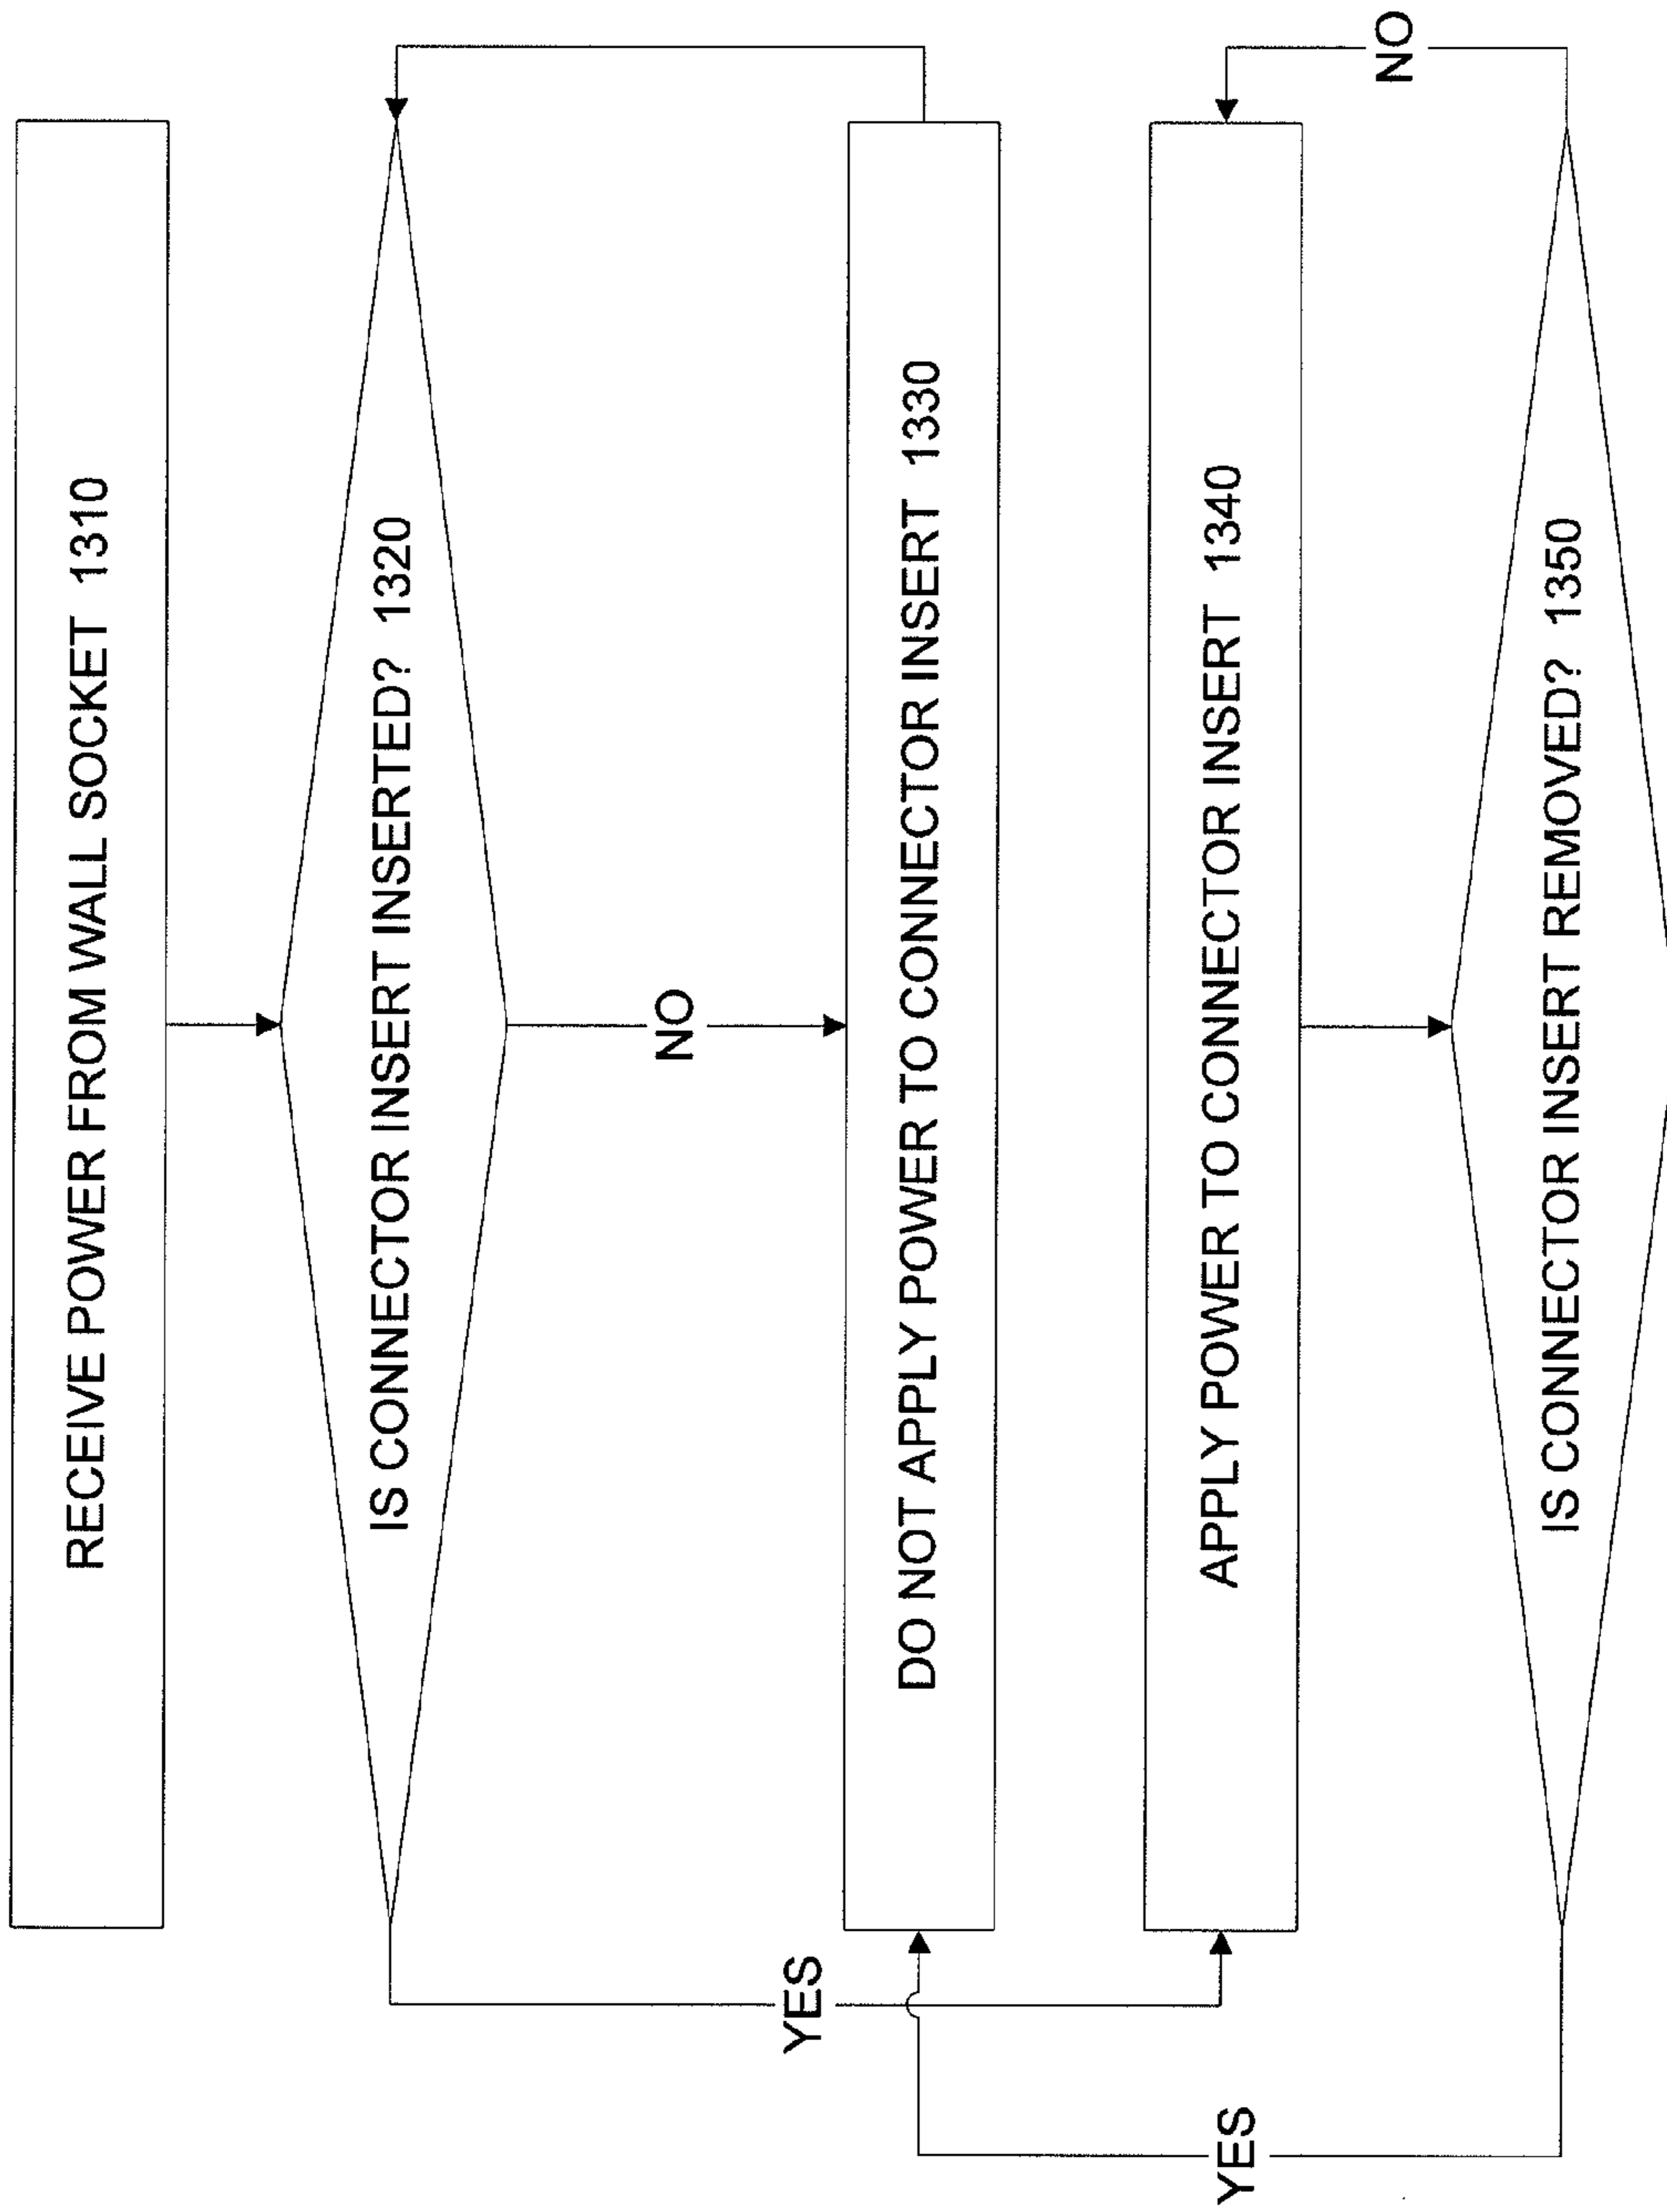 RECEIVE POWER FROM WALL SOCKET 1310
IS CONNECTOR INSERT INSERTED? 1320
NO
YES
DO NOT APPLY POWER TO CONNECTOR INSERT 1330
APPLY POWER TO CONNECTOR INSERT 1340
YES
NO
IS CONNECTOR INSERT REMOVED? 1350